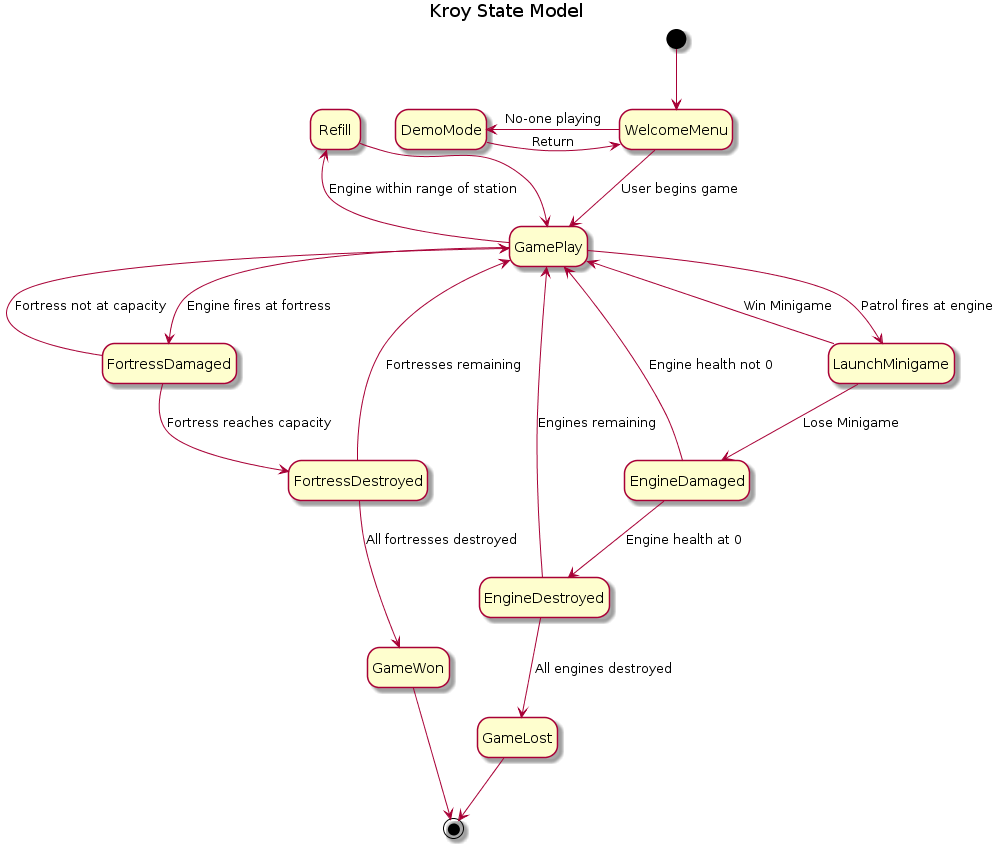 Kroy State Model
No-one playing
Refill
DemoMode
WelcomeMenu
Return
Engine within range of station
User begins game
GamePlay
Fortress not at capacity
Engine fires at fortress
Win Minigame
Patrol fires at engine
FortressDamaged
Fortresses remaining
Engine health not 0
LaunchMinigame
Fortress reaches capacity
Engines remaining
Lose Minigame
FortressDestroyed
EngineDamaged
All fortresses destroyed
Engine health at 0
EngineDestroyed
GameWon
All engines destroyed
GameLost